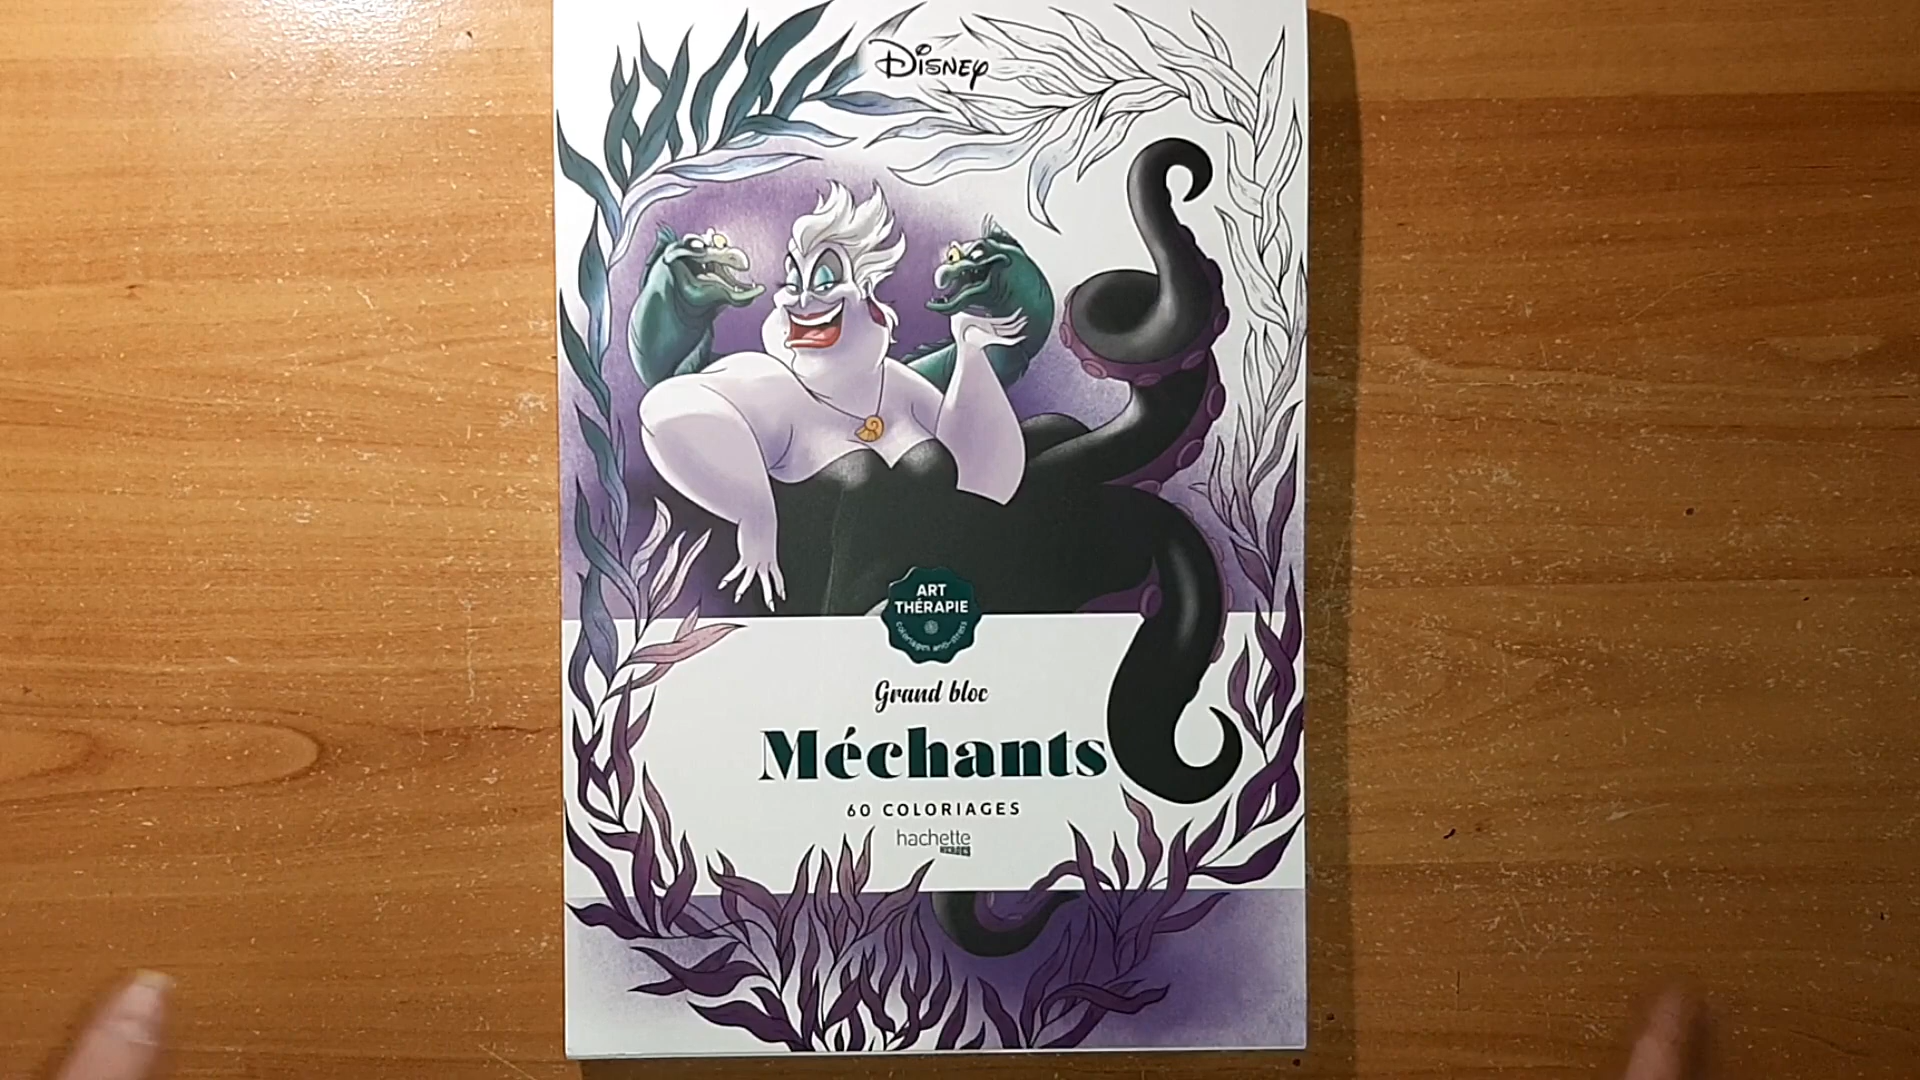 Disney
ART
THÉRAPIE
coloriages anti-stress
Grand bloc
Méchants
60 COLORIAGES
hachette